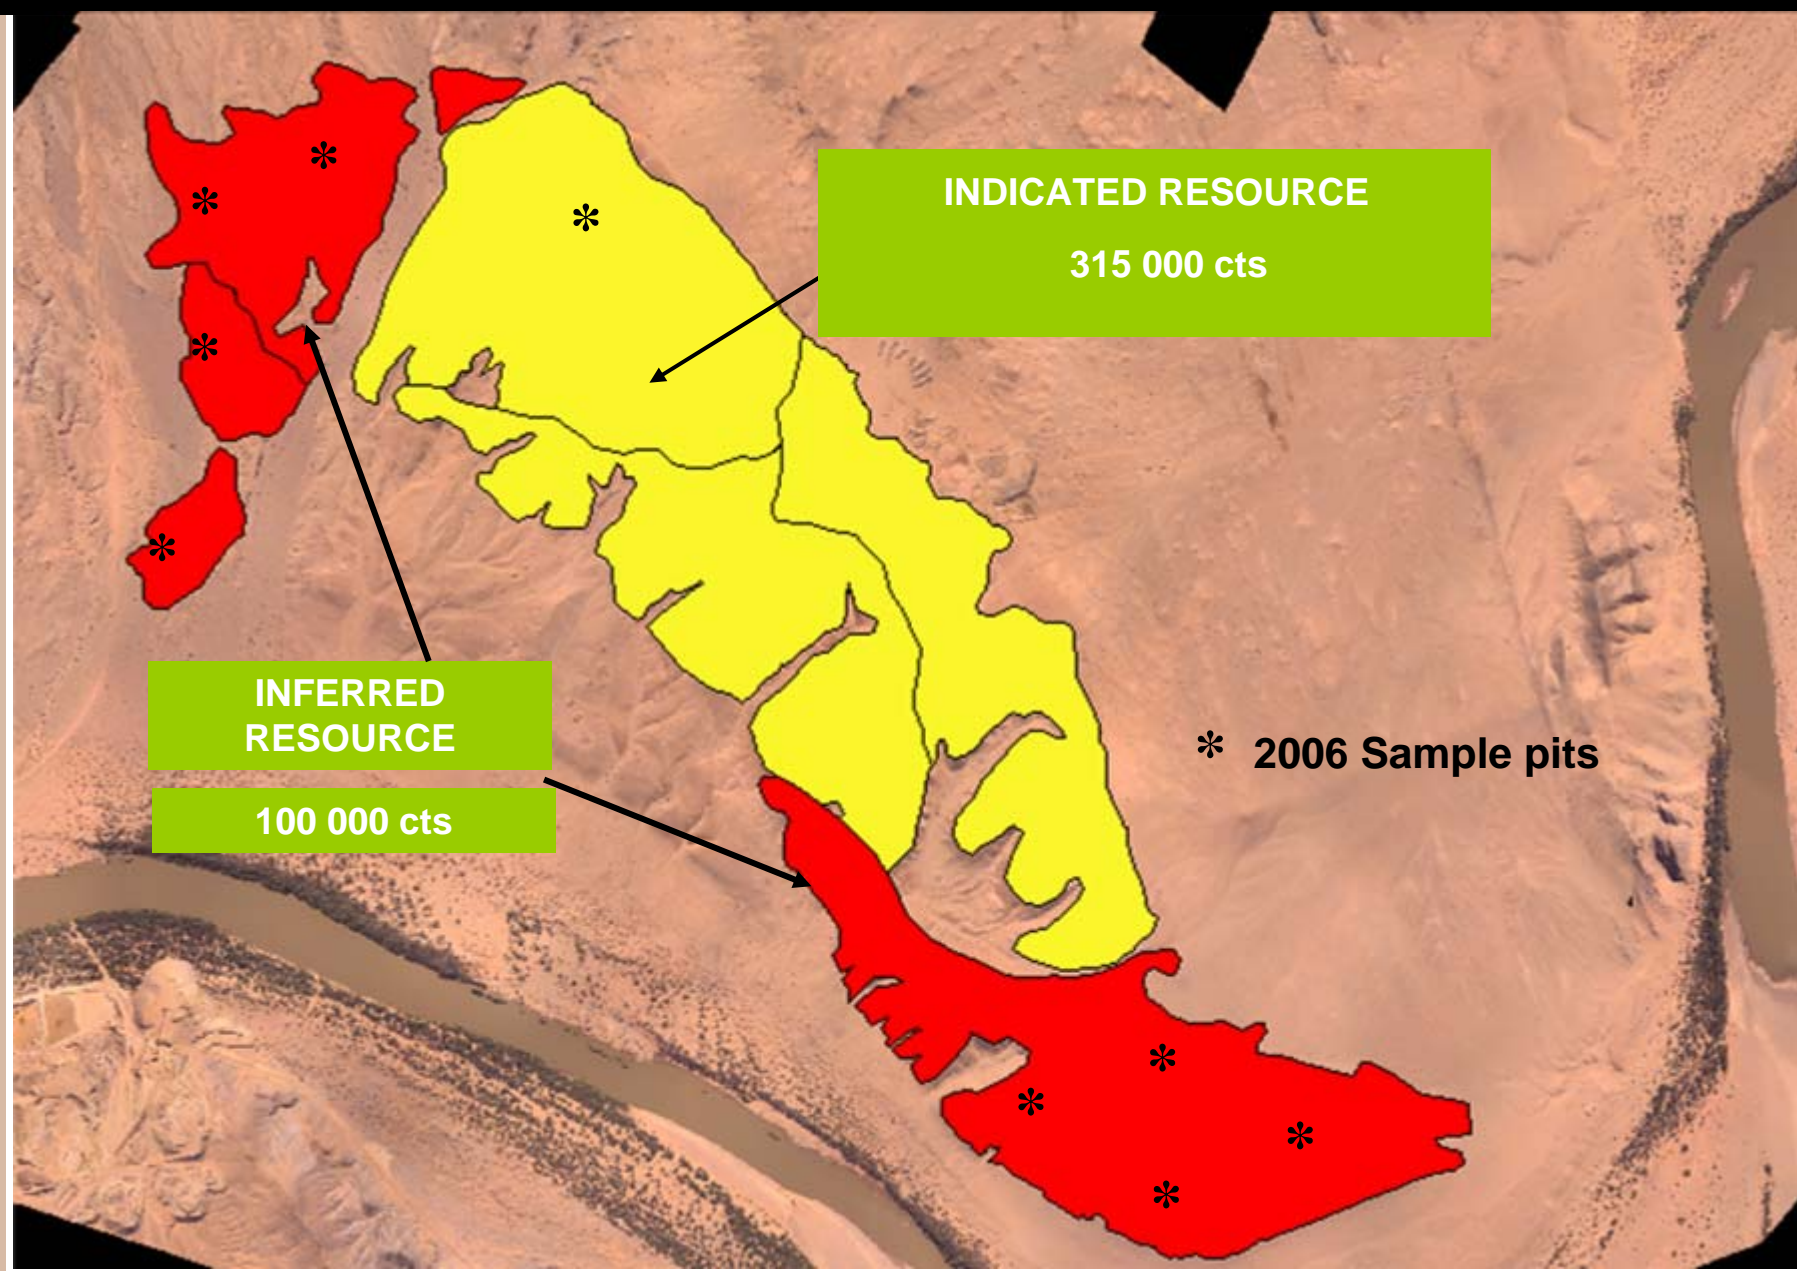 INDICATED RESOURCE
315 000 cts
INFERRED
RESOURCE
100 000 cts
* 2006 Sample pits